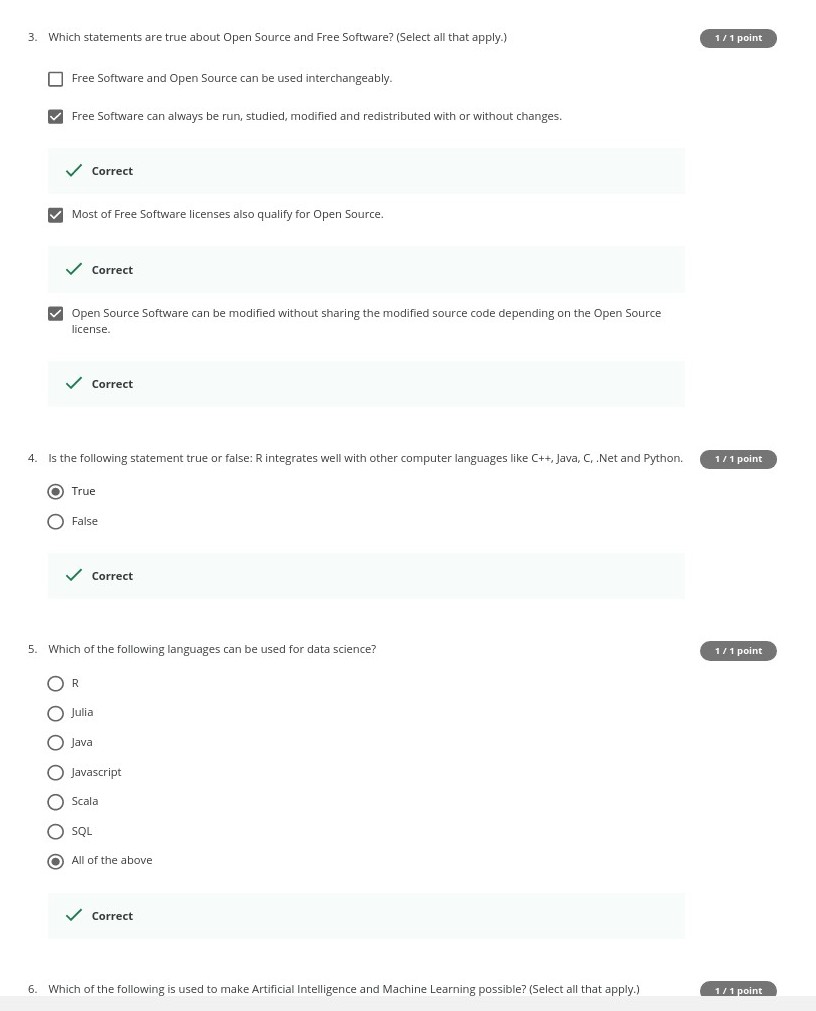 3. Which statements are true about Open Source and Free Software? (Select all that apply.) 1 / 1 point
Free Software and Open Source can be used interchangeably.
Free Software can always be run, studied, modified and redistributed with or without changes.
Correct
Most of Free Software licenses also qualify for Open Source.
Correct
Open Source Software can be modified without sharing the modified source code depending on the Open Source
license.
Correct
4. Is the following statement true or false: R integrates well with other computer languages like C++, Java, C, .Net and Python. 1 / 1 point
True
False
Correct
5. Which of the following languages can be used for data science? 1 / 1 point
R
Julia
Java
Javascript
Scala
SQL
All of the above
Correct
6. Which of the following is used to make Artificial Intelligence and Machine Learning possible? (Select all that apply.) 1 / 1 point